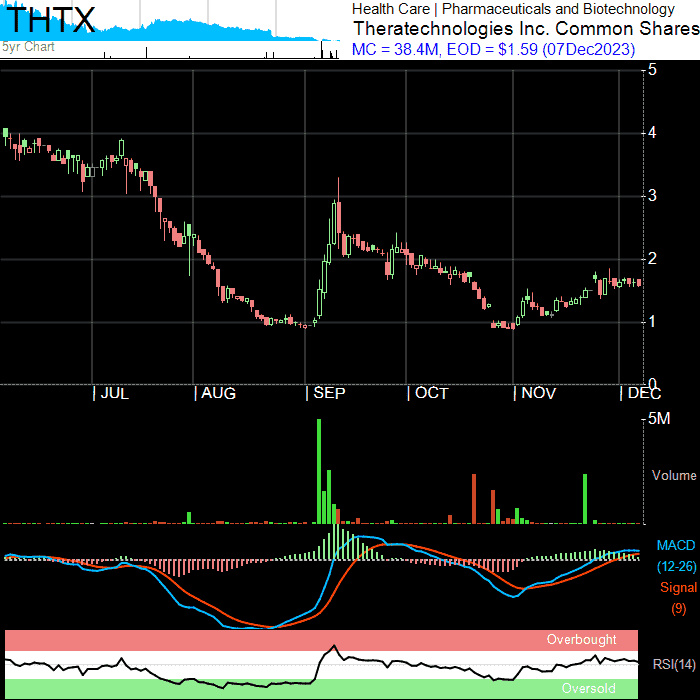 THTX
Health Care | Pharmaceuticals and Biotechnology
Theratechnologies Inc. Common Shares
5yr Chart
MC = 38.4M, EOD = $1.59 (07Dec2023)
5
4
3
2
1
0
| JUL | AUG | SEP | OCT | NOV | DEC
5M
Volume
MACD
(12-26)
Signal
(9)
Overbought
RSI(14)
Oversold